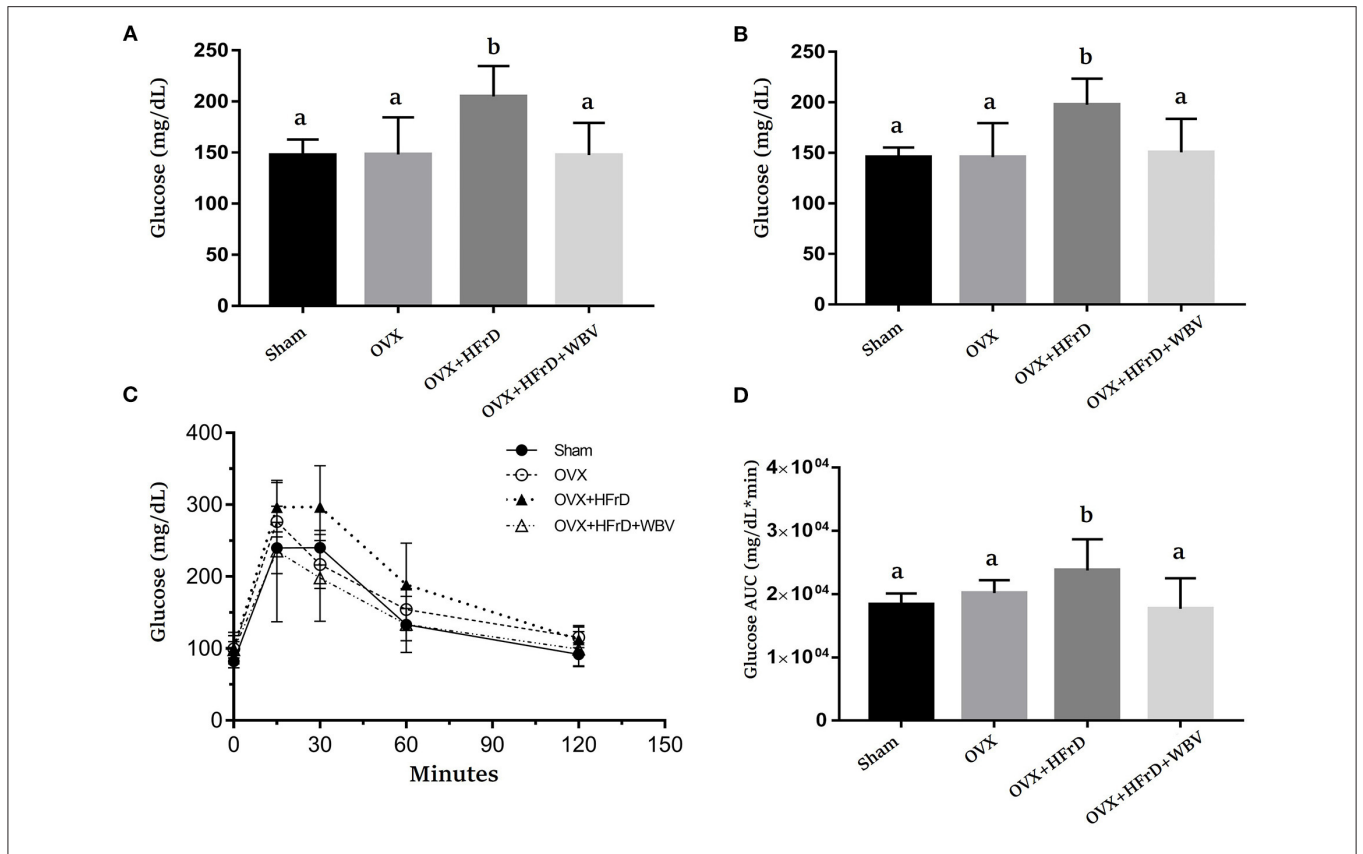 A
Glucose (mg/dL)
250
200
150
100
50
0
a
a
b
a
Sham
OVX
OVX+HFrD
OVX+HFrD+WBV
B
Glucose (mg/dL)
250
200
150
100
50
0
a
a
b
a
Sham
OVX
OVX+HFrD
OVX+HFrD+WBV
C
Glucose (mg/dL)
400
300
200
100
0
Sham
OVX
OVX+HFrD
OVX+HFrD+WBV
0 30 60 90 120 150
Minutes
D
Glucose AUC (mg/dL*min)
4×10⁰⁴
3×10⁰⁴
2×10⁰⁴
1×10⁰⁴
0
a
a
b
a
Sham
OVX
OVX+HFrD
OVX+HFrD+WBV